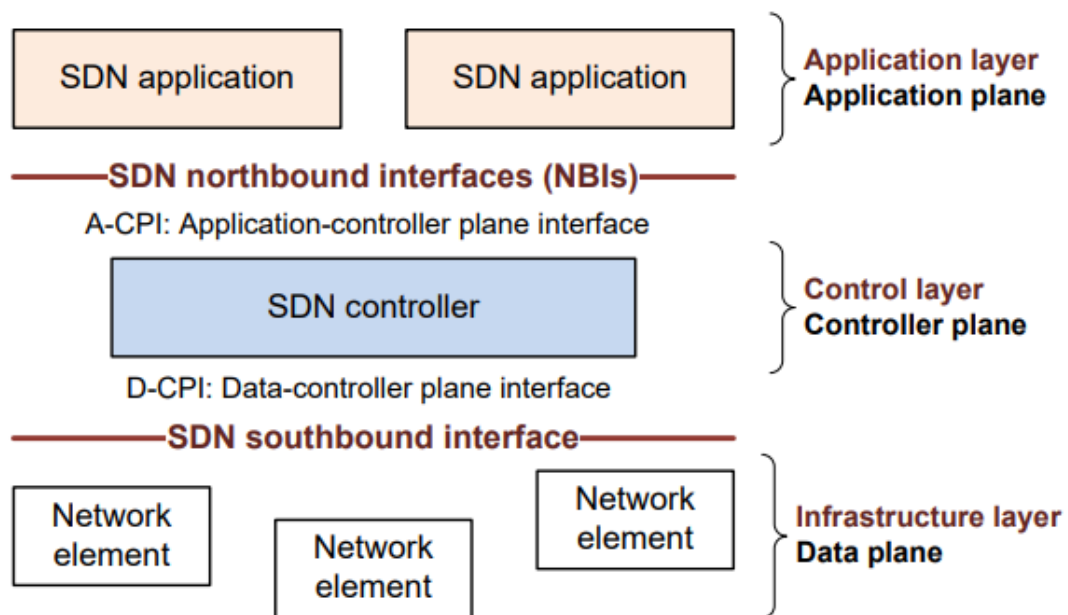 SDN application
SDN application
Application layer
Application plane
SDN northbound interfaces (NBIs)
A-CPI: Application-controller plane interface
SDN controller
Control layer
Controller plane
D-CPI: Data-controller plane interface
SDN southbound interface
Network
element
Network
element
Network
element
Infrastructure layer
Data plane